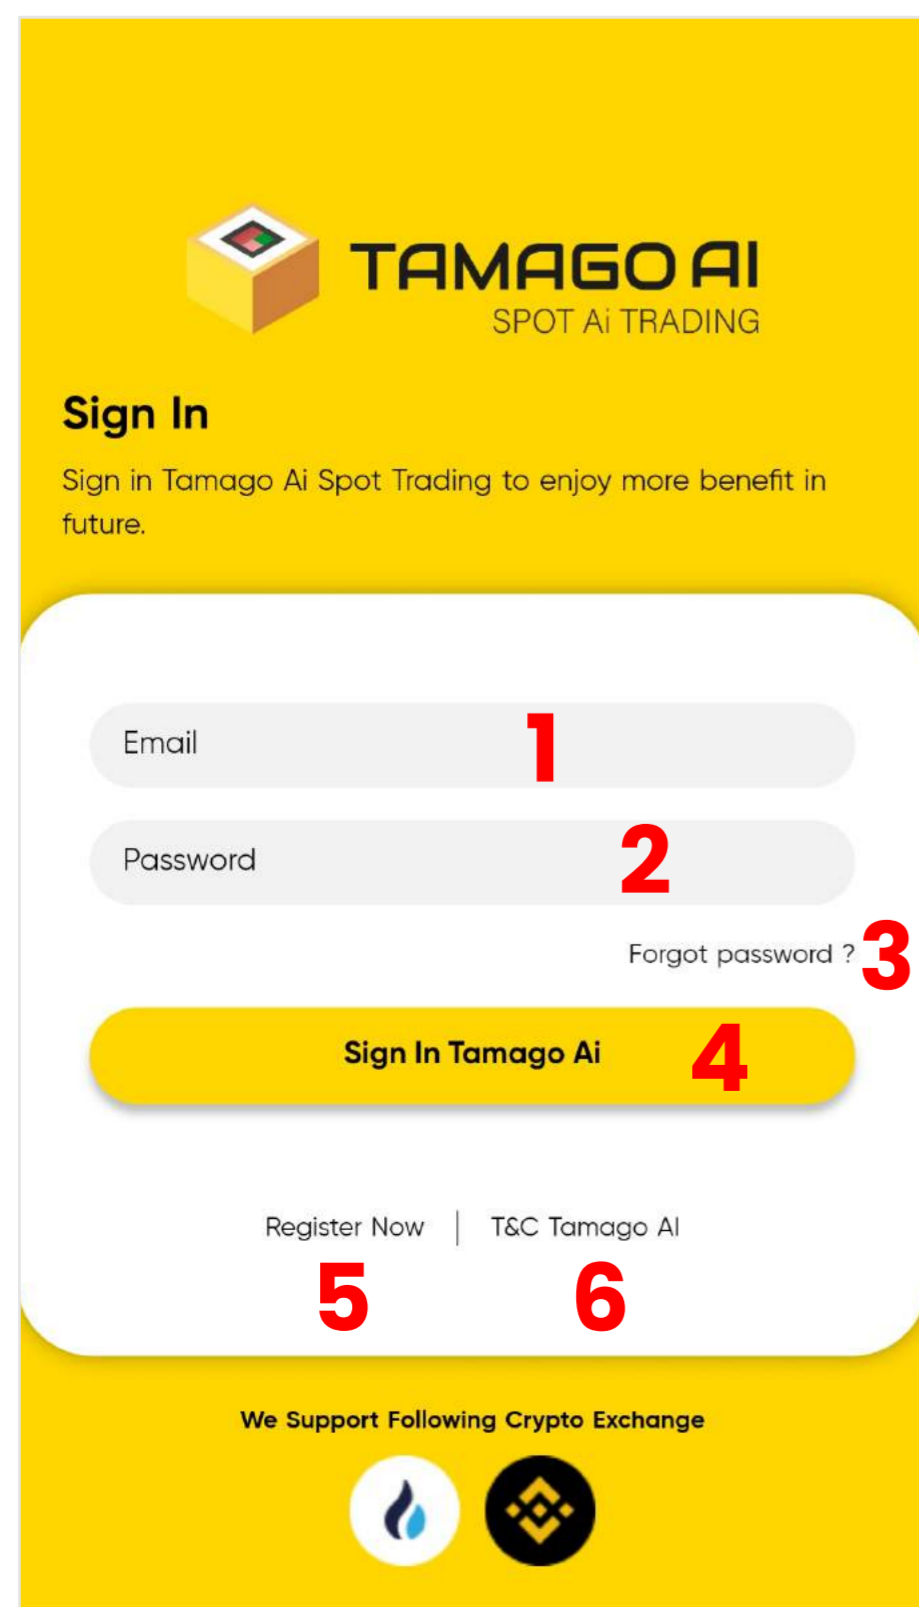 TAMAGO AI
SPOT Ai TRADING
Sign In
Sign in Tamago Ai Spot Trading to enjoy more benefit in
future.
Email 1
Password 2
Forgot password ? 3
Sign In Tamago Ai 4
Register Now | T&C Tamago AI
5 6
We Support Following Crypto Exchange